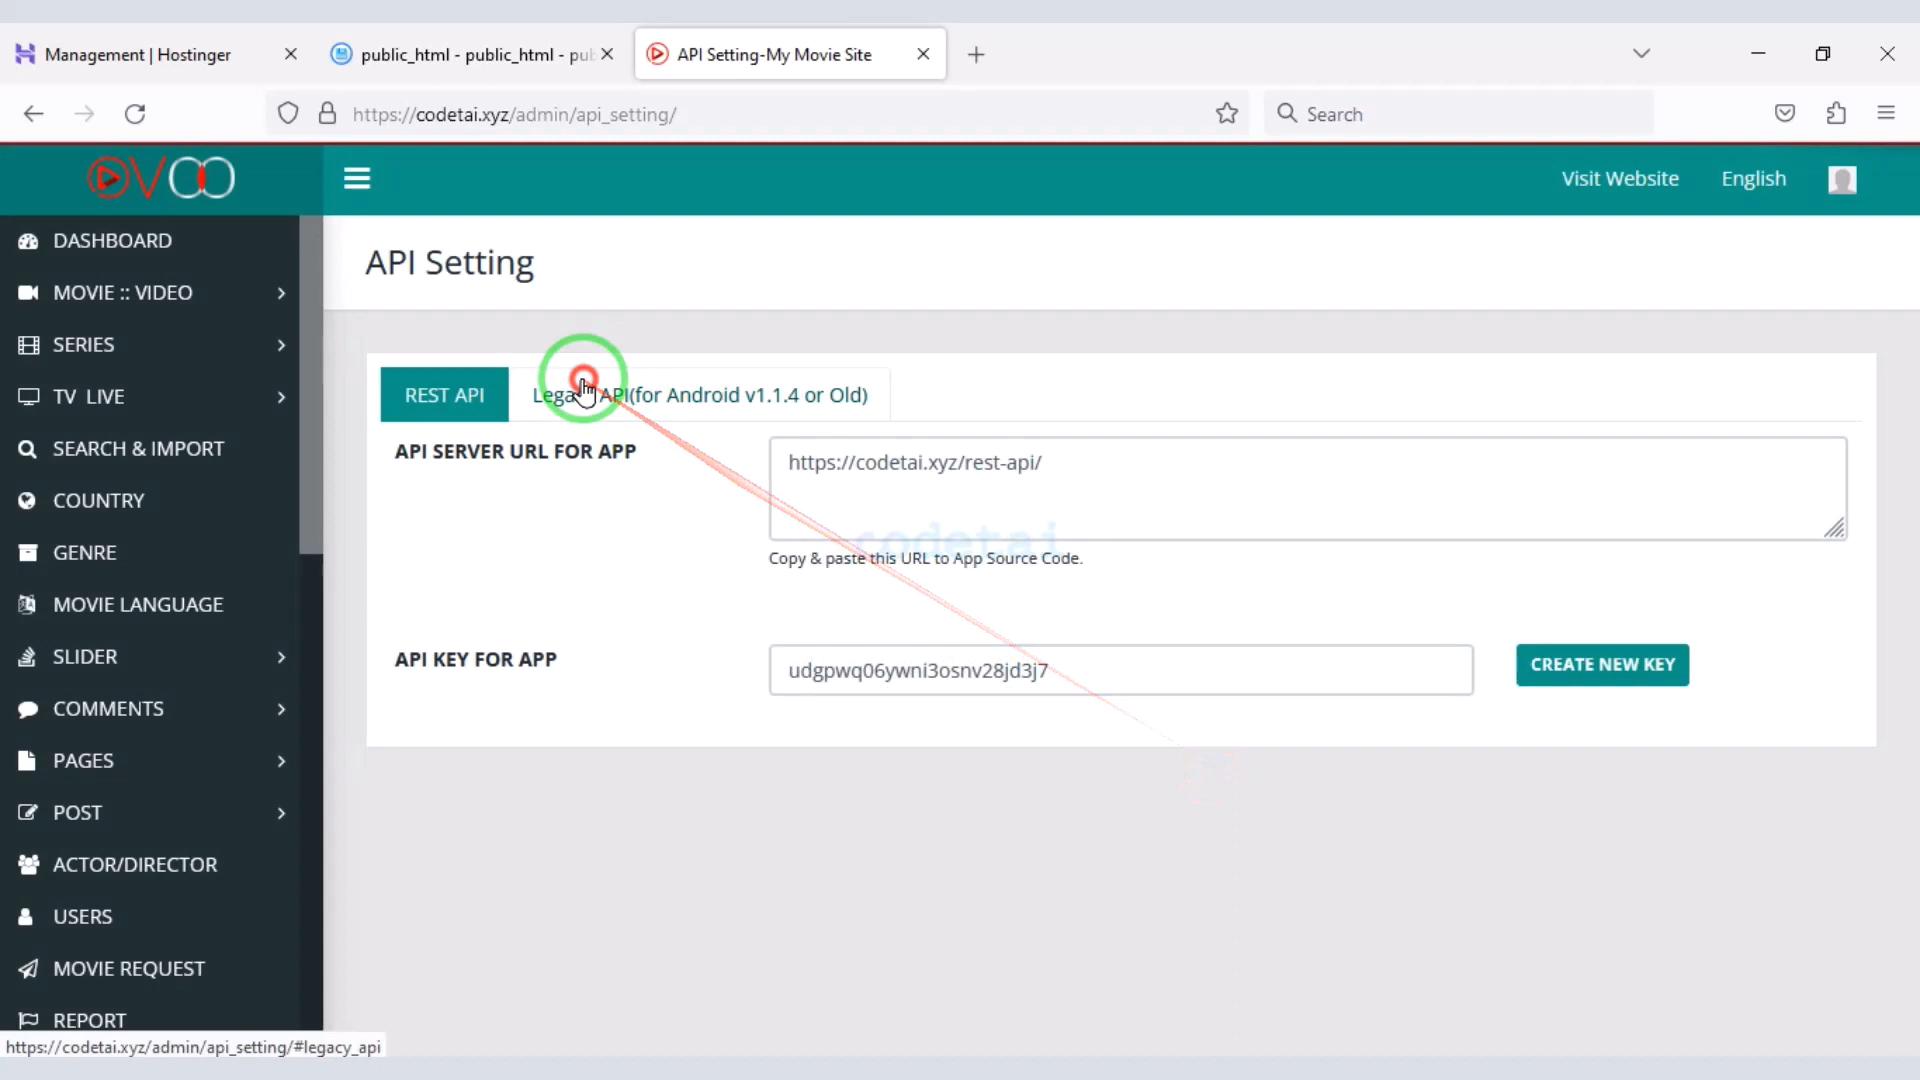 Management | Hostinger
public_html - public_html - pub
API Setting-My Movie Site
https://codetai.xyz/admin/api_setting/
Search
OVOO
Visit Website
English
DASHBOARD
MOVIE :: VIDEO
SERIES
TV LIVE
SEARCH & IMPORT
COUNTRY
GENRE
MOVIE LANGUAGE
SLIDER
COMMENTS
PAGES
POST
ACTOR/DIRECTOR
USERS
MOVIE REQUEST
REPORT
API Setting
REST API
Legacy API(for Android v1.1.4 or Old)
API SERVER URL FOR APP
https://codetai.xyz/rest-api/
codetai
Copy & paste this URL to App Source Code.
API KEY FOR APP
udgpwq06ywni3osnv28jd3j7
CREATE NEW KEY
https://codetai.xyz/admin/api_setting/#legacy_api